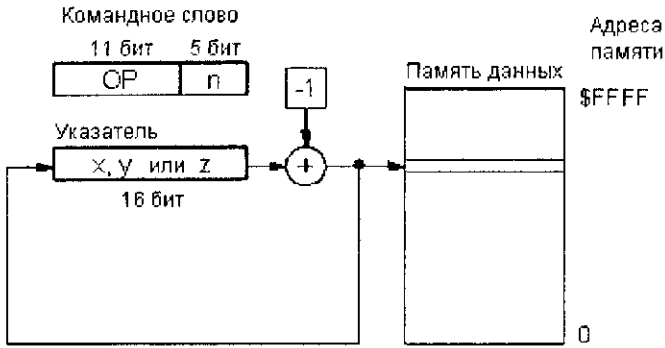 Командное слово
11 бит 5 бит
OP n
-1
Указатель
x, y или z
+
16 бит
Память данных
Адреса
памяти
$FFFF
0